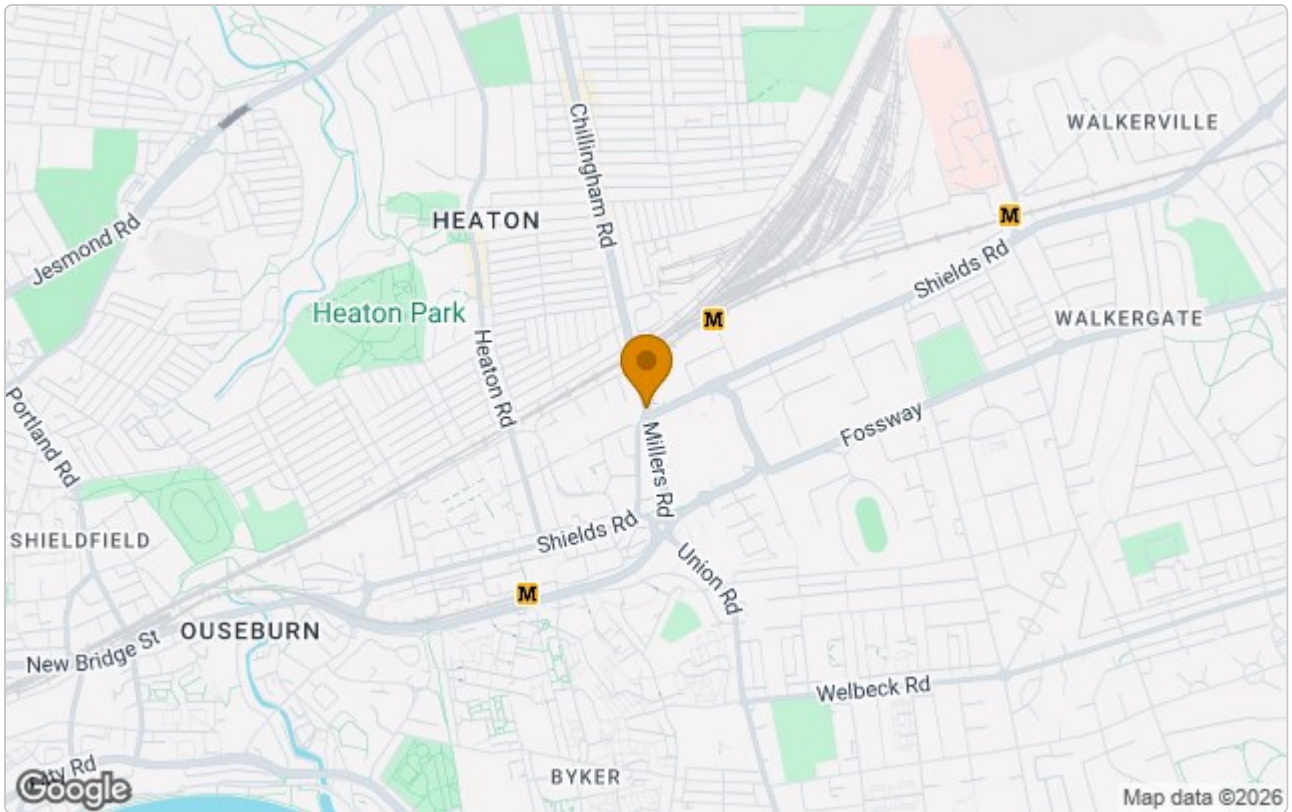 WALKERVILLE
Chillingham Rd
HEATON
M
Jesmond Rd
Shields Rd
Heaton Park
M
WALKERGATE
Heaton Rd
Portland Rd
Fossway
Millers Rd
Shields Rd
SHIELDFIELD
Union Rd
M
OUSEBURN
New Bridge St
Welbeck Rd
BYKER
Rd
Google
Map data ©2026